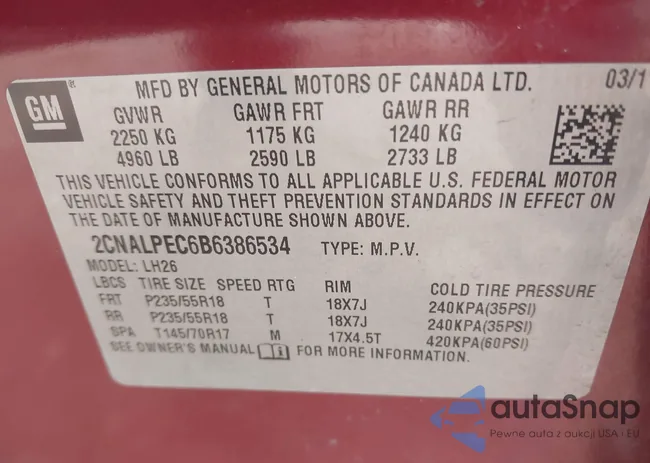 GM
MFD BY GENERAL MOTORS OF CANADA LTD. 03/1
GVWR GAWR FRT GAWR RR
2250 KG 1175 KG 1240 KG
4960 LB 2590 LB 2733 LB
THIS VEHICLE CONFORMS TO ALL APPLICABLE U.S. FEDERAL MOTOR
VEHICLE SAFETY AND THEFT PREVENTION STANDARDS IN EFFECT ON
THE DATE OF MANUFACTURE SHOWN ABOVE.
2CNALPEC6B6386534 TYPE: M.P.V.
MODEL: LH26
LBCS TIRE SIZE SPEED RTG RIM COLD TIRE PRESSURE
FRT P235/55R18 T 18X7J 240KPA(35PSI)
RR P235/55R18 T 18X7J 240KPA(35PSI)
SPA T145/70R17 M 17X4.5T 420KPA(60PSI)
SEE OWNER'S MANUAL FOR MORE INFORMATION.
autaSnap
Pewne auta z aukcji USA i EU